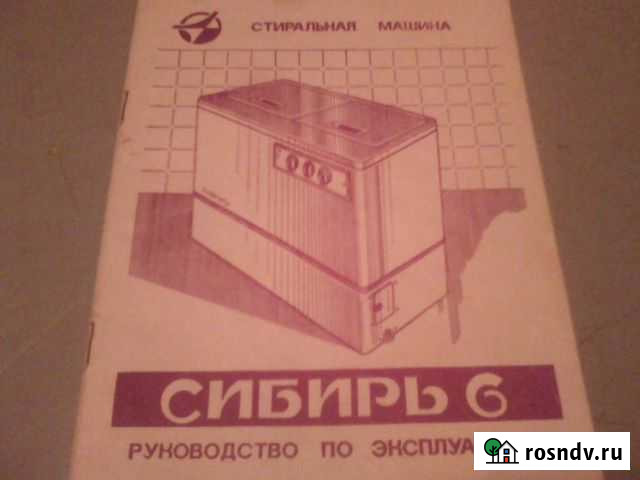 СТИРАЛЬНАЯ МАШИНА
СИБИРЬ 6
РУКОВОДСТВО ПО ЭКСПЛУА
rosndv.ru